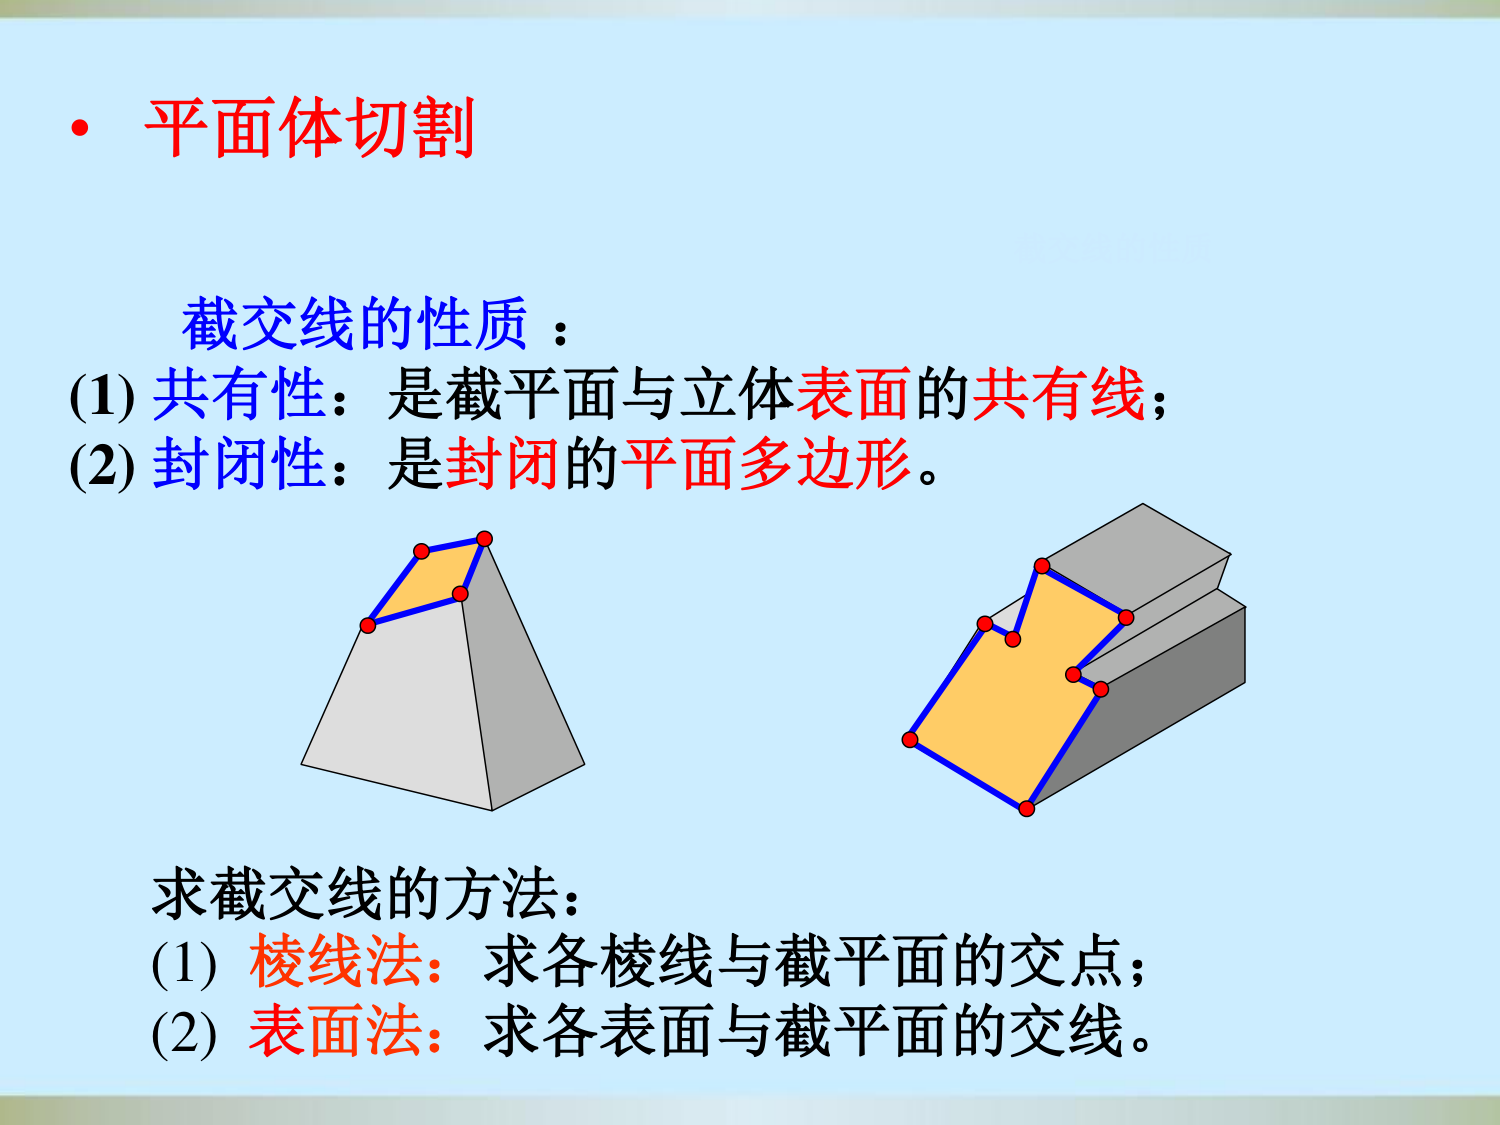 • 平面体切割
截交线的性质 ：
(1) 共有性：是截平面与立体表面的共有线；
(2) 封闭性：是封闭的平面多边形。
求截交线的方法：
(1) 棱线法：求各棱线与截平面的交点；
(2) 表面法：求各表面与截平面的交线。